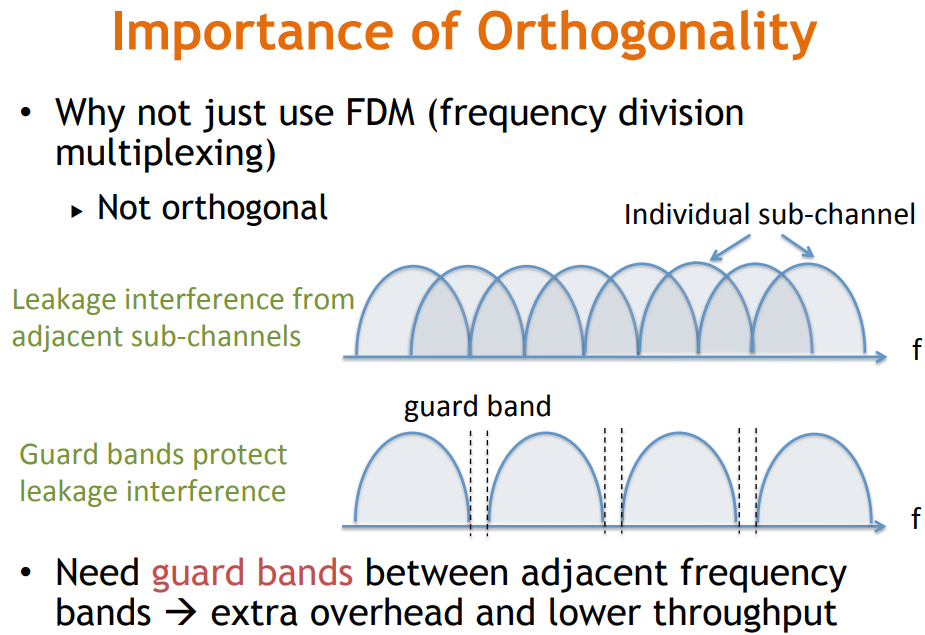 Importance of Orthogonality
• Why not just use FDM (frequency division
multiplexing)
▸ Not orthogonal
Individual sub-channel
Leakage interference from
adjacent sub-channels
f
guard band
Guard bands protect
leakage interference
f
• Need guard bands between adjacent frequency
bands → extra overhead and lower throughput